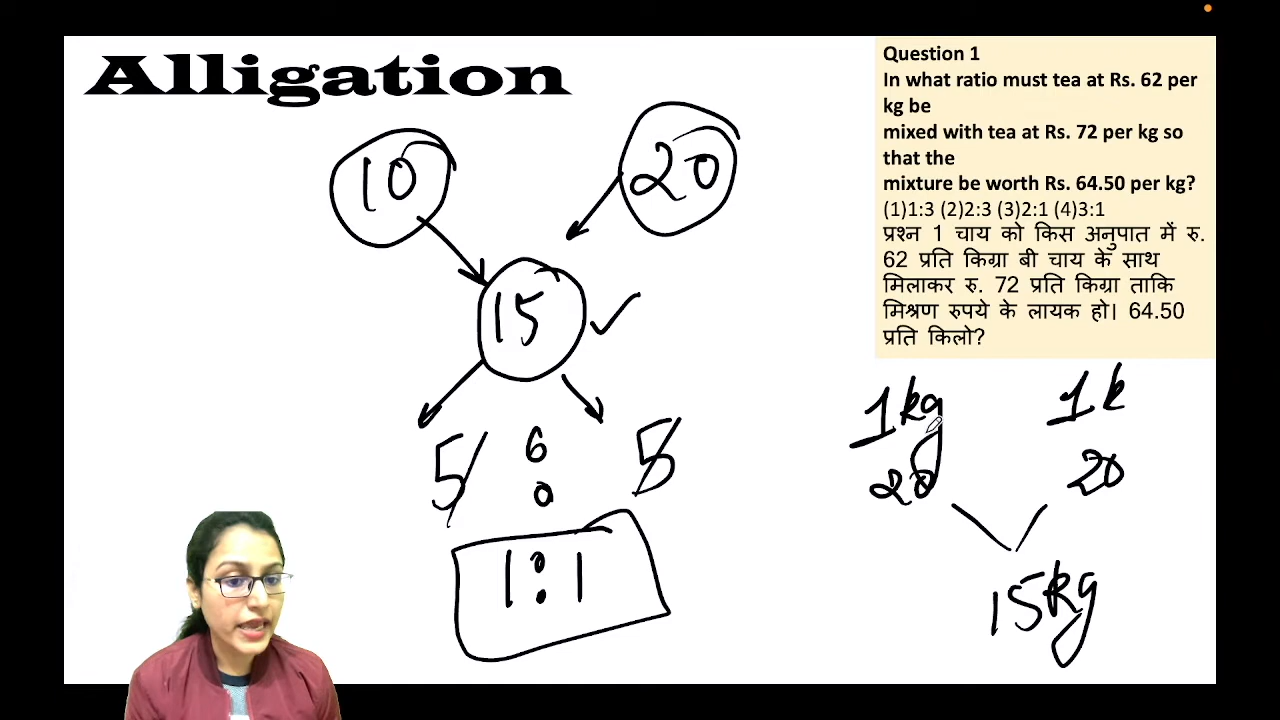 Alligation
10 20
15
5 : 5
1 : 1
Question 1
In what ratio must tea at Rs. 62 per
kg be
mixed with tea at Rs. 72 per kg so
that the
mixture be worth Rs. 64.50 per kg?
(1)1:3 (2)2:3 (3)2:1 (4)3:1
प्रश्न 1 चाय को किस अनुपात में रु.
62 प्रति किग्रा बी चाय के साथ
मिलाकर रु. 72 प्रति किग्रा ताकि
मिश्रण रुपये के लायक हो। 64.50
प्रति किलो?
1kg 1k
20 20
15kg